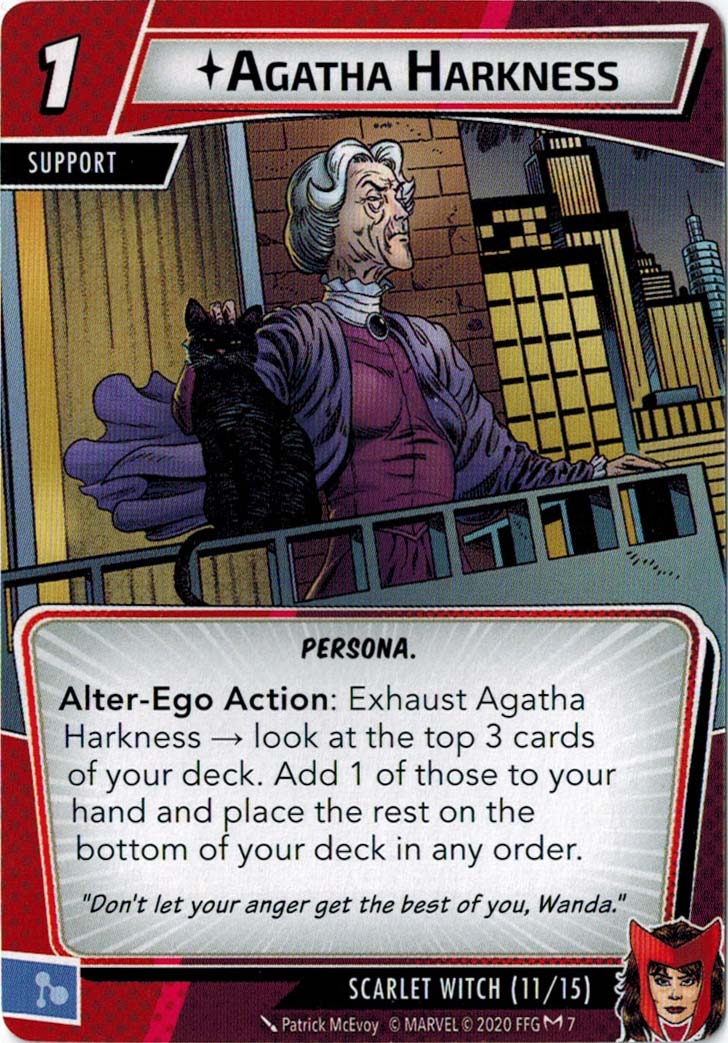 1
AGATHA HARKNESS
SUPPORT
PERSONA.
Alter-Ego Action: Exhaust Agatha
Harkness → look at the top 3 cards
of your deck. Add 1 of those to your
hand and place the rest on the
bottom of your deck in any order.
"Don't let your anger get the best of you, Wanda."
SCARLET WITCH (11/15)
Patrick McEvoy © MARVEL © 2020 FFG 7